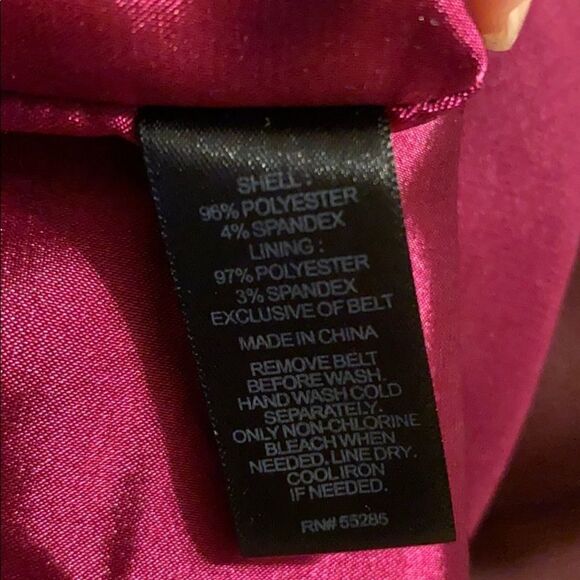 SHELL :
96% POLYESTER
4% SPANDEX
LINING :
97% POLYESTER
3% SPANDEX
EXCLUSIVE OF BELT
MADE IN CHINA
REMOVE BELT
BEFORE WASH.
HAND WASH COLD
SEPARATELY.
ONLY NON-CHLORINE
BLEACH WHEN
NEEDED. LINE DRY.
COOL IRON
IF NEEDED.
RN# 55285